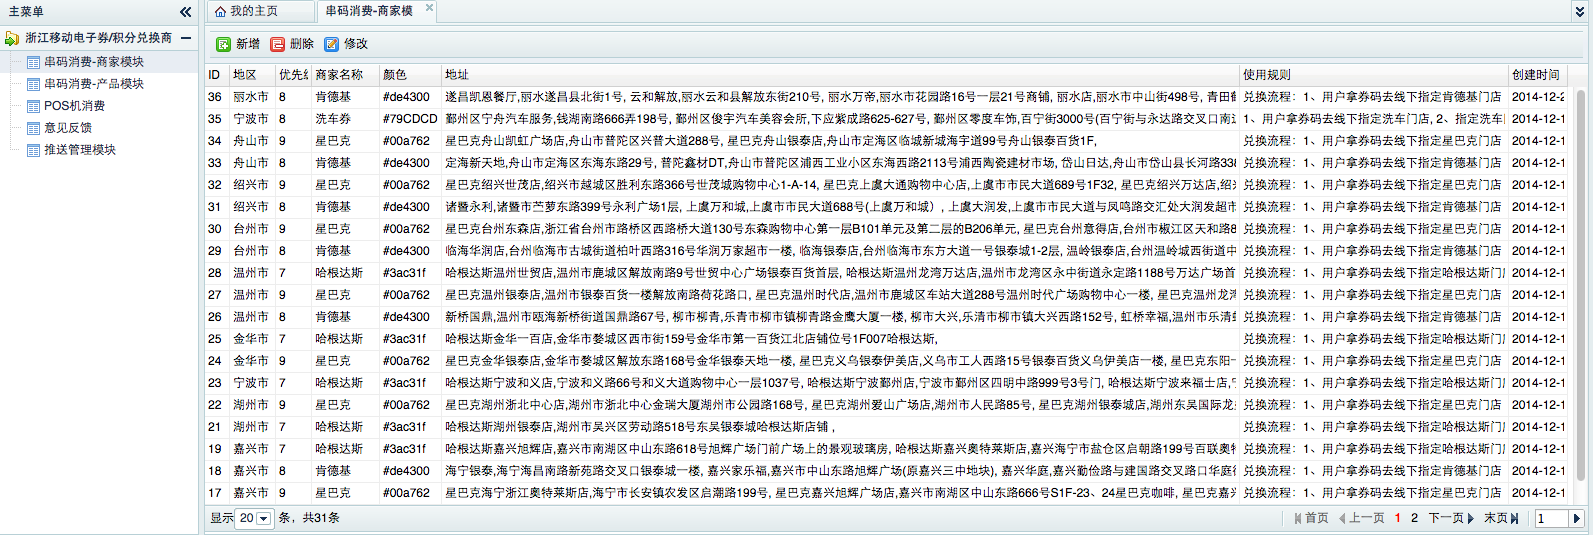 主菜单
浙江移动电子券/积分兑换商
串码消费-商家模块
串码消费-产品模块
POS机消费
意见反馈
推送管理模块
我的主页 串码消费-商家模
新增 删除 修改
ID 地区 优先级 商家名称 颜色 地址 使用规则 创建时间
36 丽水市 8 肯德基 #de4300 遂昌凯恩餐厅,丽水遂昌县北街1号, 云和解放,丽水云和县解放东街210号, 丽水万帝,丽水市花园路16号一层21号商铺, 丽水店,丽水市中山街498号, 青田 兑换流程：1、用户拿券码去线下指定肯德基门店 2014-12-2
35 宁波市 8 洗车券 #79CDCD 鄞州区宁舟汽车服务,钱湖南路666弄198号, 鄞州区俊宇汽车美容会所,下应紫成路625-627号, 鄞州区零度车饰,百宁街3000号(百宁街与永达路交叉口南 1、用户拿券码去线下指定洗车门店, 2、指定洗车 2014-12-1
34 舟山市 9 星巴克 #00a762 星巴克舟山凯虹广场店,舟山市普陀区兴普大道288号, 星巴克舟山银泰店,舟山市定海区临城新城海宇道99号舟山银泰百货1F, 兑换流程：1、用户拿券码去线下指定星巴克门店 2014-12-1
33 舟山市 8 肯德基 #de4300 定海新天地,舟山市定海区东海东路29号, 普陀鑫材DT,舟山市普陀区浦西工业小区东海西路2113号浦西陶瓷建材市场, 岱山日达,舟山市岱山县长河路338 兑换流程：1、用户拿券码去线下指定肯德基门店 2014-12-1
32 绍兴市 9 星巴克 #00a762 星巴克绍兴世茂店,绍兴市越城区胜利东路366号世茂城购物中心1-A-14, 星巴克上虞大通购物中心店,上虞市市民大道689号1F32, 星巴克绍兴万达店,绍兴 兑换流程：1、用户拿券码去线下指定星巴克门店 2014-12-1
31 绍兴市 8 肯德基 #de4300 诸暨永利,诸暨市苎萝东路399号永利广场1层, 上虞万和城,上虞市市民大道688号(上虞万和城）, 上虞大润发,上虞市市民大道与凤鸣路交汇处大润发超市 兑换流程：1、用户拿券码去线下指定肯德基门店 2014-12-1
30 台州市 9 星巴克 #00a762 星巴克台州东森店,浙江省台州市路桥区西路桥大道130号东森购物中心第一层B101单元及第二层的B206单元, 星巴克台州意得店,台州市椒江区天和路8 兑换流程：1、用户拿券码去线下指定星巴克门店 2014-12-1
29 台州市 8 肯德基 #de4300 临海华润店,台州临海市古城街道柏叶西路316号华润万家超市一楼, 临海银泰店,台州临海市东方大道一号银泰城1-2层, 温岭银泰店,台州温岭城西街道中 兑换流程：1、用户拿券码去线下指定肯德基门店 2014-12-1
28 温州市 7 哈根达斯 #3ac31f 哈根达斯温州世贸店,温州市鹿城区解放南路9号世贸中心广场银泰百货首层, 哈根达斯温州龙湾万达店,温州市龙湾区永中街道永定路1188号万达广场首 兑换流程：1、用户拿券码去线下指定哈根达斯门 2014-12-1
27 温州市 9 星巴克 #00a762 星巴克温州银泰店,温州市银泰百货一楼解放南路荷花路口, 星巴克温州时代店,温州市鹿城区车站大道288号温州时代广场购物中心一楼, 星巴克温州龙湾 兑换流程：1、用户拿券码去线下指定星巴克门店 2014-12-1
26 温州市 8 肯德基 #de4300 新桥国鼎,温州市瓯海新桥街道国鼎路67号, 柳市柳青,乐青市柳市镇柳青路金鹰大厦一楼, 柳市大兴,乐清市柳市镇大兴西路152号, 虹桥幸福,温州市乐清 兑换流程：1、用户拿券码去线下指定肯德基门店 2014-12-1
25 金华市 7 哈根达斯 #3ac31f 哈根达斯金华一百店,金华市婺城区西市街159号金华市第一百货江北店铺位号1F007哈根达斯, 兑换流程：1、用户拿券码去线下指定哈根达斯门 2014-12-1
24 金华市 9 星巴克 #00a762 星巴克金华银泰店,金华市婺城区解放东路168号金华银泰天地一楼, 星巴克义乌银泰伊美店,义乌市工人西路15号银泰百货义乌伊美店一楼, 星巴克东阳一 兑换流程：1、用户拿券码去线下指定星巴克门店 2014-12-1
23 宁波市 7 哈根达斯 #3ac31f 哈根达斯宁波和义店,宁波和义路66号和义大道购物中心一层1037号, 哈根达斯宁波鄞州店,宁波市鄞州区四明中路999号3号门, 哈根达斯宁波来福士店, 兑换流程：1、用户拿券码去线下指定哈根达斯门 2014-12-1
22 湖州市 9 星巴克 #00a762 星巴克湖州浙北中心店,湖州市浙北中心金瑞大厦湖州市公园路168号, 星巴克湖州爱山广场店,湖州市人民路85号, 星巴克湖州银泰城店,湖州东吴国际龙 兑换流程：1、用户拿券码去线下指定星巴克门店 2014-12-1
21 湖州市 7 哈根达斯 #3ac31f 哈根达斯湖州银泰店,湖州市吴兴区劳动路518号东吴银泰城哈根达斯店铺 , 兑换流程：1、用户拿券码去线下指定哈根达斯门 2014-12-1
19 嘉兴市 7 哈根达斯 #3ac31f 哈根达斯嘉兴旭辉店,嘉兴市南湖区中山东路618号旭辉广场门前广场上的景观玻璃房, 哈根达斯嘉兴奥特莱斯店,嘉兴海宁市盐仓区启朝路199号百联奥特 兑换流程：1、用户拿券码去线下指定哈根达斯门 2014-12-1
18 嘉兴市 8 肯德基 #de4300 海宁银泰,海宁海昌南路新苑路交叉口银泰城一楼, 嘉兴家乐福,嘉兴市中山东路旭辉广场(原嘉兴三中地块), 嘉兴华庭,嘉兴勤俭路与建国路交叉路口华庭 兑换流程：1、用户拿券码去线下指定肯德基门店 2014-12-1
17 嘉兴市 9 星巴克 #00a762 星巴克海宁浙江奥特莱斯店,海宁市长安镇农发区启潮路199号, 星巴克嘉兴旭辉广场店,嘉兴市南湖区中山东路666号S1F-23、24星巴克咖啡, 星巴克嘉兴 兑换流程：1、用户拿券码去线下指定星巴克门店 2014-12-1
显示 20 条，共31条 首页 上一页 1 2 下一页 末页 1